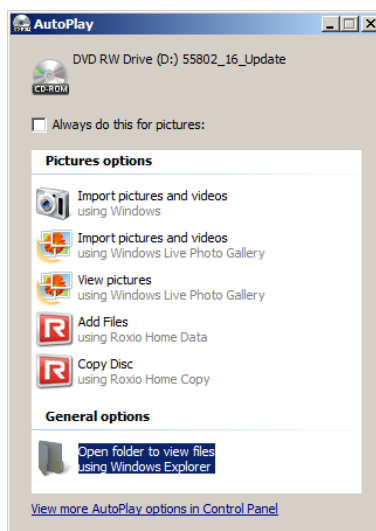 AutoPlay
DVD RW Drive (D:) 55802_16_Update
CD-ROM
Always do this for pictures:
Pictures options
Import pictures and videos
using Windows
Import pictures and videos
using Windows Live Photo Gallery
View pictures
using Windows Live Photo Gallery
R
Add Files
using Roxio Home Data
R
Copy Disc
using Roxio Home Copy
General options
Open folder to view files
using Windows Explorer
View more AutoPlay options in Control Panel